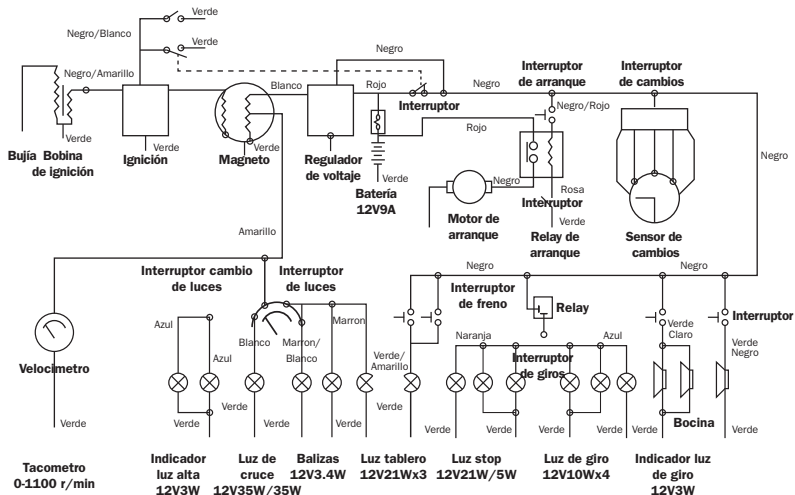 Verde
Negro/Blanco
Verde
Negro
Negro/Amarillo
Blanco
Rojo
Negro
Interruptor
de arranque
Interruptor
de cambios
Interruptor
Negro/Rojo
Rojo
Verde
Verde
Verde
Bujía
Bobina
de ignición
Ignición
Magneto
Regulador
de voltaje
Verde
Batería
12V9A
Negro
Rosa
Interruptor
Verde
Negro
Motor de
arranque
Relay de
arranque
Sensor de
cambios
Amarillo
Interruptor cambio
de luces
Interruptor
de luces
Negro
Negro
Interruptor
de freno
Relay
Interruptor
Azul
Azul
Blanco
Marron/
Blanco
Marron
Verde/
Amarillo
Naranja
Interruptor
de giros
Azul
Verde
Claro
Verde
Negro
Velocimetro
Bocina
Verde
Verde
Verde
Verde
Verde
Verde
Verde
Verde
Verde
Verde
Tacometro
0-1100 r/min
Indicador
luz alta
12V3W
Luz de
cruce
12V35W/35W
Balizas
12V3.4W
Luz tablero
12V21Wx3
Luz stop
12V21W/5W
Luz de giro
12V10Wx4
Indicador luz
de giro
12V3W